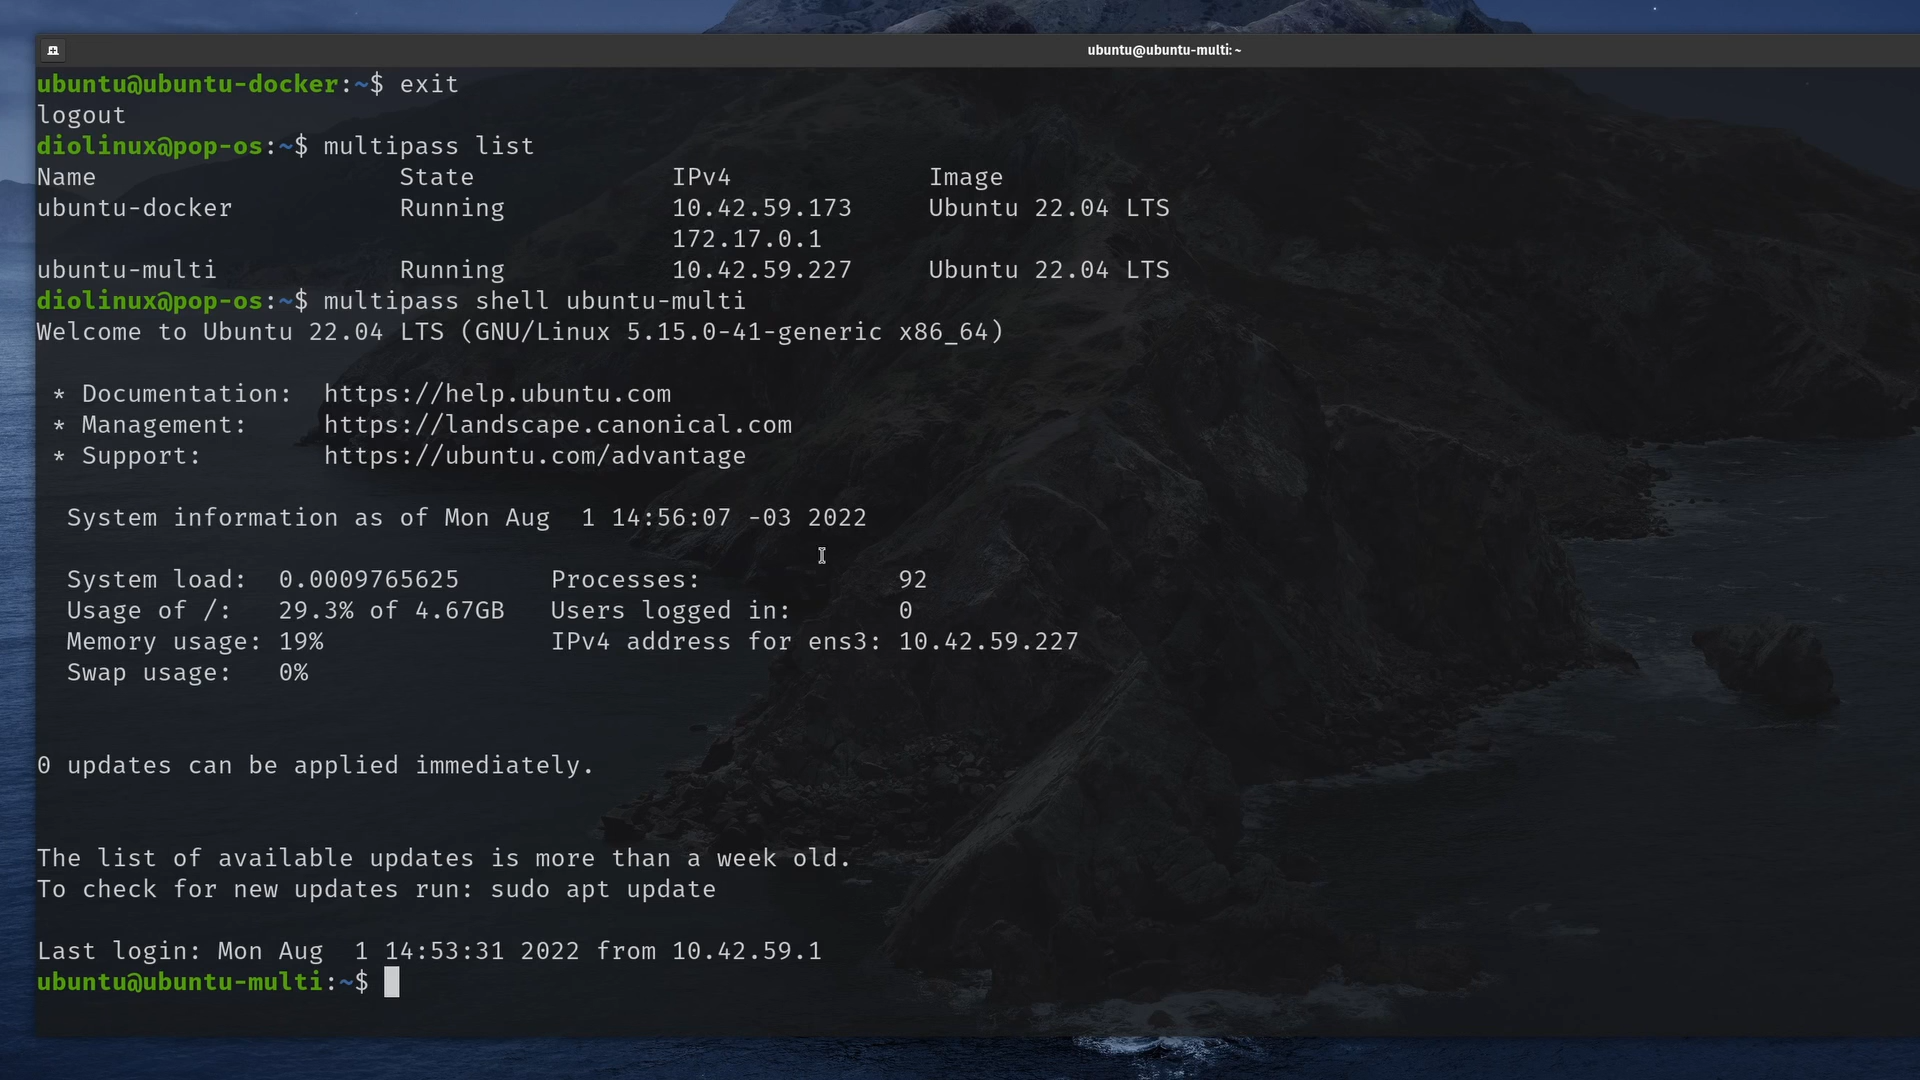 ubuntu@ubuntu-multi: ~
ubuntu@ubuntu-docker:~$ exit
logout
diolinux@pop-os:~$ multipass list
Name                    State             IPv4             Image
ubuntu-docker           Running           10.42.59.173     Ubuntu 22.04 LTS
                                          172.17.0.1
ubuntu-multi            Running           10.42.59.227     Ubuntu 22.04 LTS
diolinux@pop-os:~$ multipass shell ubuntu-multi
Welcome to Ubuntu 22.04 LTS (GNU/Linux 5.15.0-41-generic x86_64)
 * Documentation:  https://help.ubuntu.com
 * Management:     https://landscape.canonical.com
 * Support:        https://ubuntu.com/advantage
  System information as of Mon Aug  1 14:56:07 -03 2022
  System load:  0.0009765625      Processes:             92
  Usage of /:   29.3% of 4.67GB   Users logged in:       0
  Memory usage: 19%               IPv4 address for ens3: 10.42.59.227
  Swap usage:   0%
0 updates can be applied immediately.
The list of available updates is more than a week old.
To check for new updates run: sudo apt update
Last login: Mon Aug  1 14:53:31 2022 from 10.42.59.1
ubuntu@ubuntu-multi:~$